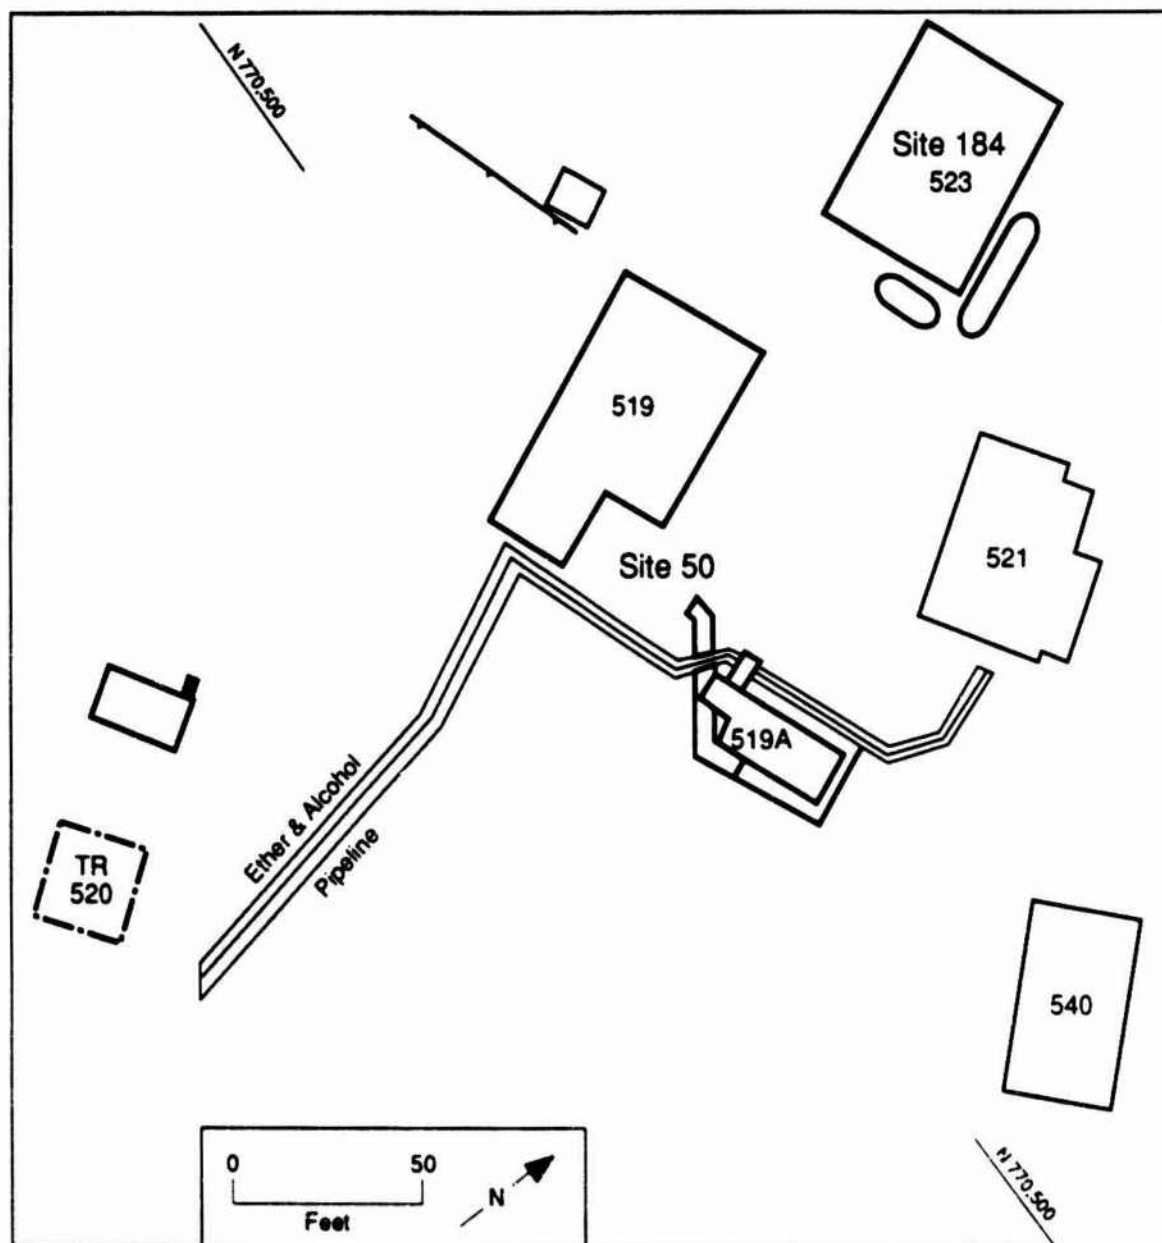 N 770,500
Site 184
523
519
Site 50
521
519A
Ether & Alcohol
Pipeline
TR
520
540
0 50
Feet
N
N 770,500